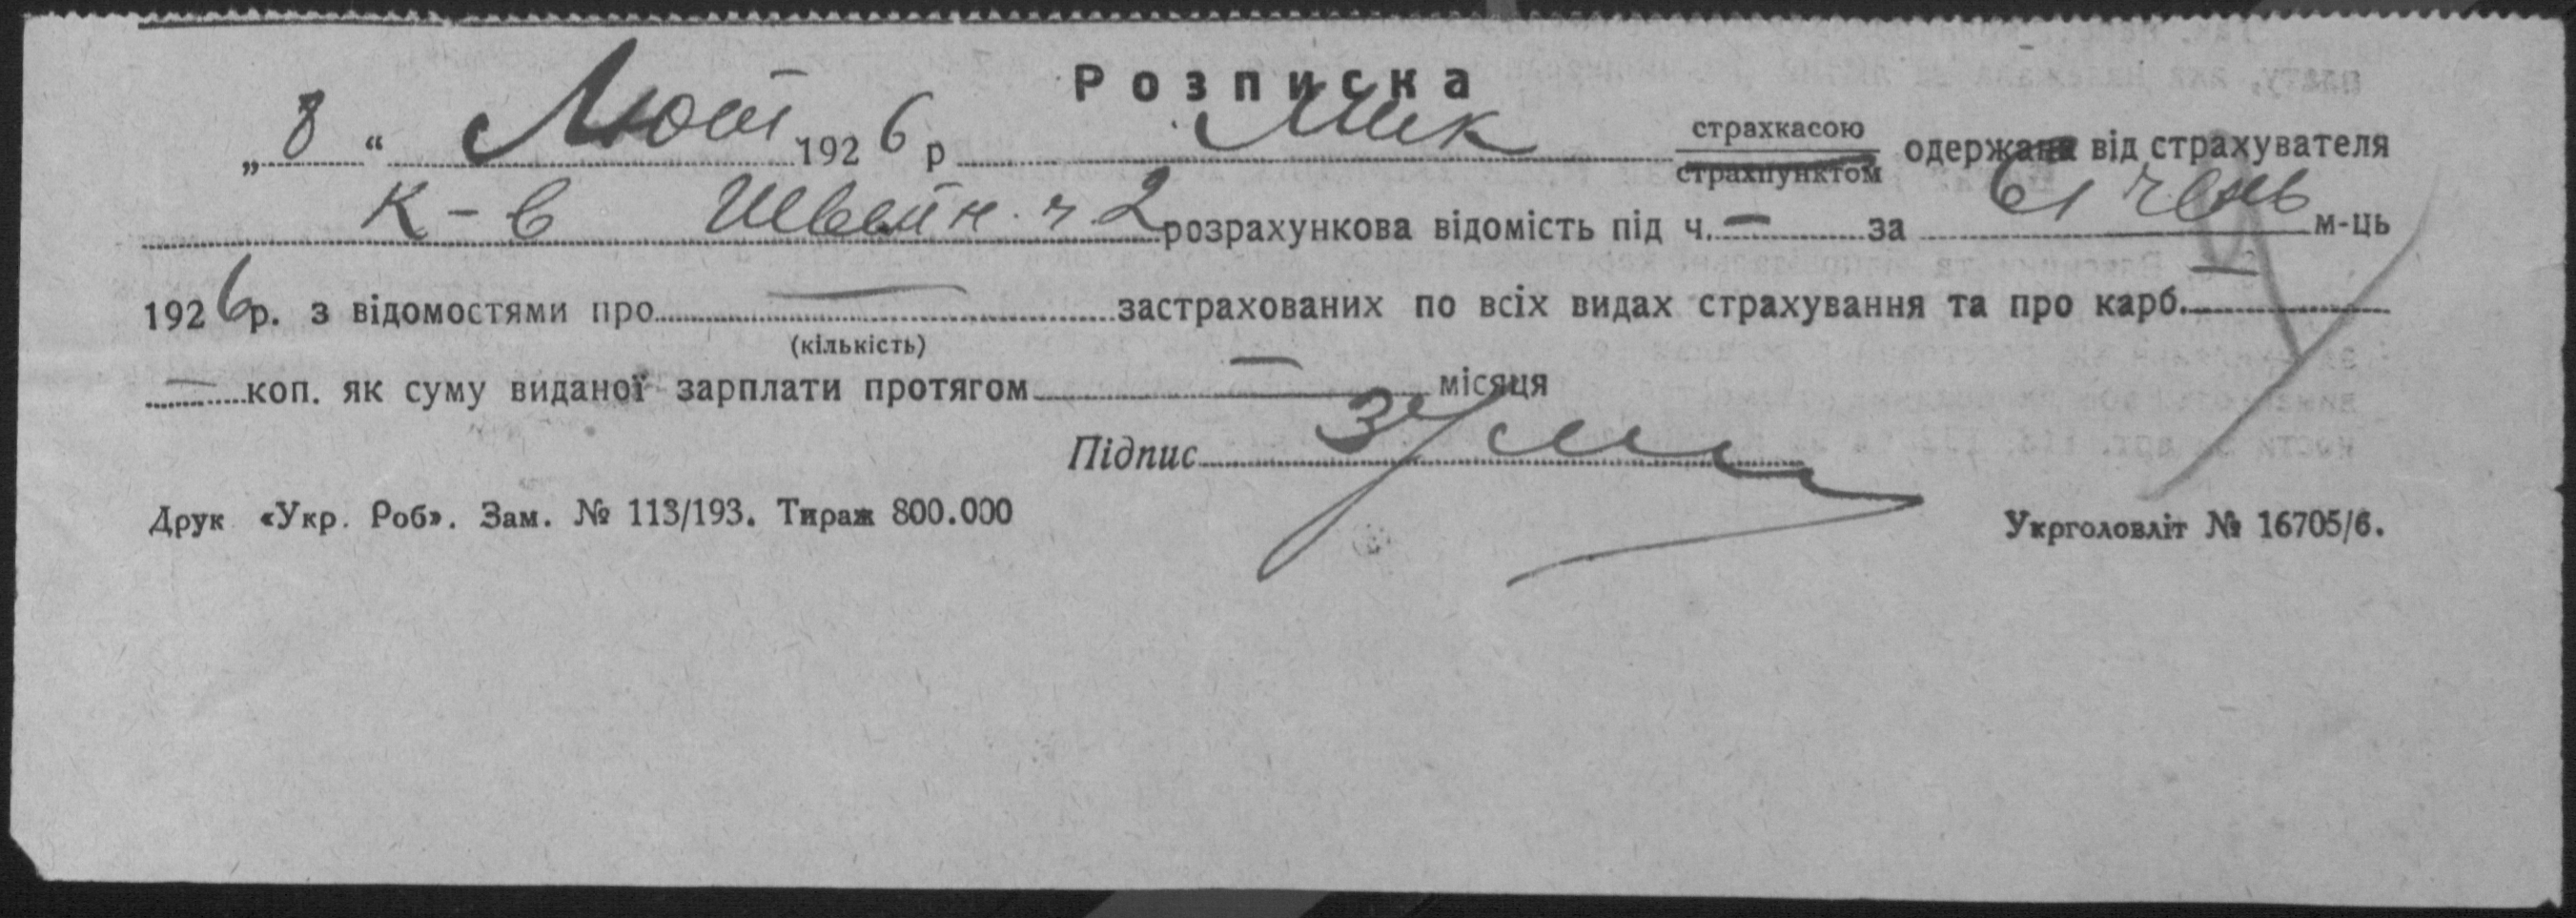 Розписка
„8“ Лют 1926 р Мик страхкасою одержана від страхувателя
страхпунктом
К-в Швейн. ч 2 розрахункова відомість під ч. — за січень м-ць
1926 р. з відомостями про — застрахованих по всіх видах страхування та про карб. —
(кількість)
— коп. як суму виданої зарплати протягом — місяця
Підпис
Друк «Укр. Роб». Зам. № 113/193. Тираж 800.000 Укрголовліт № 16705/6.